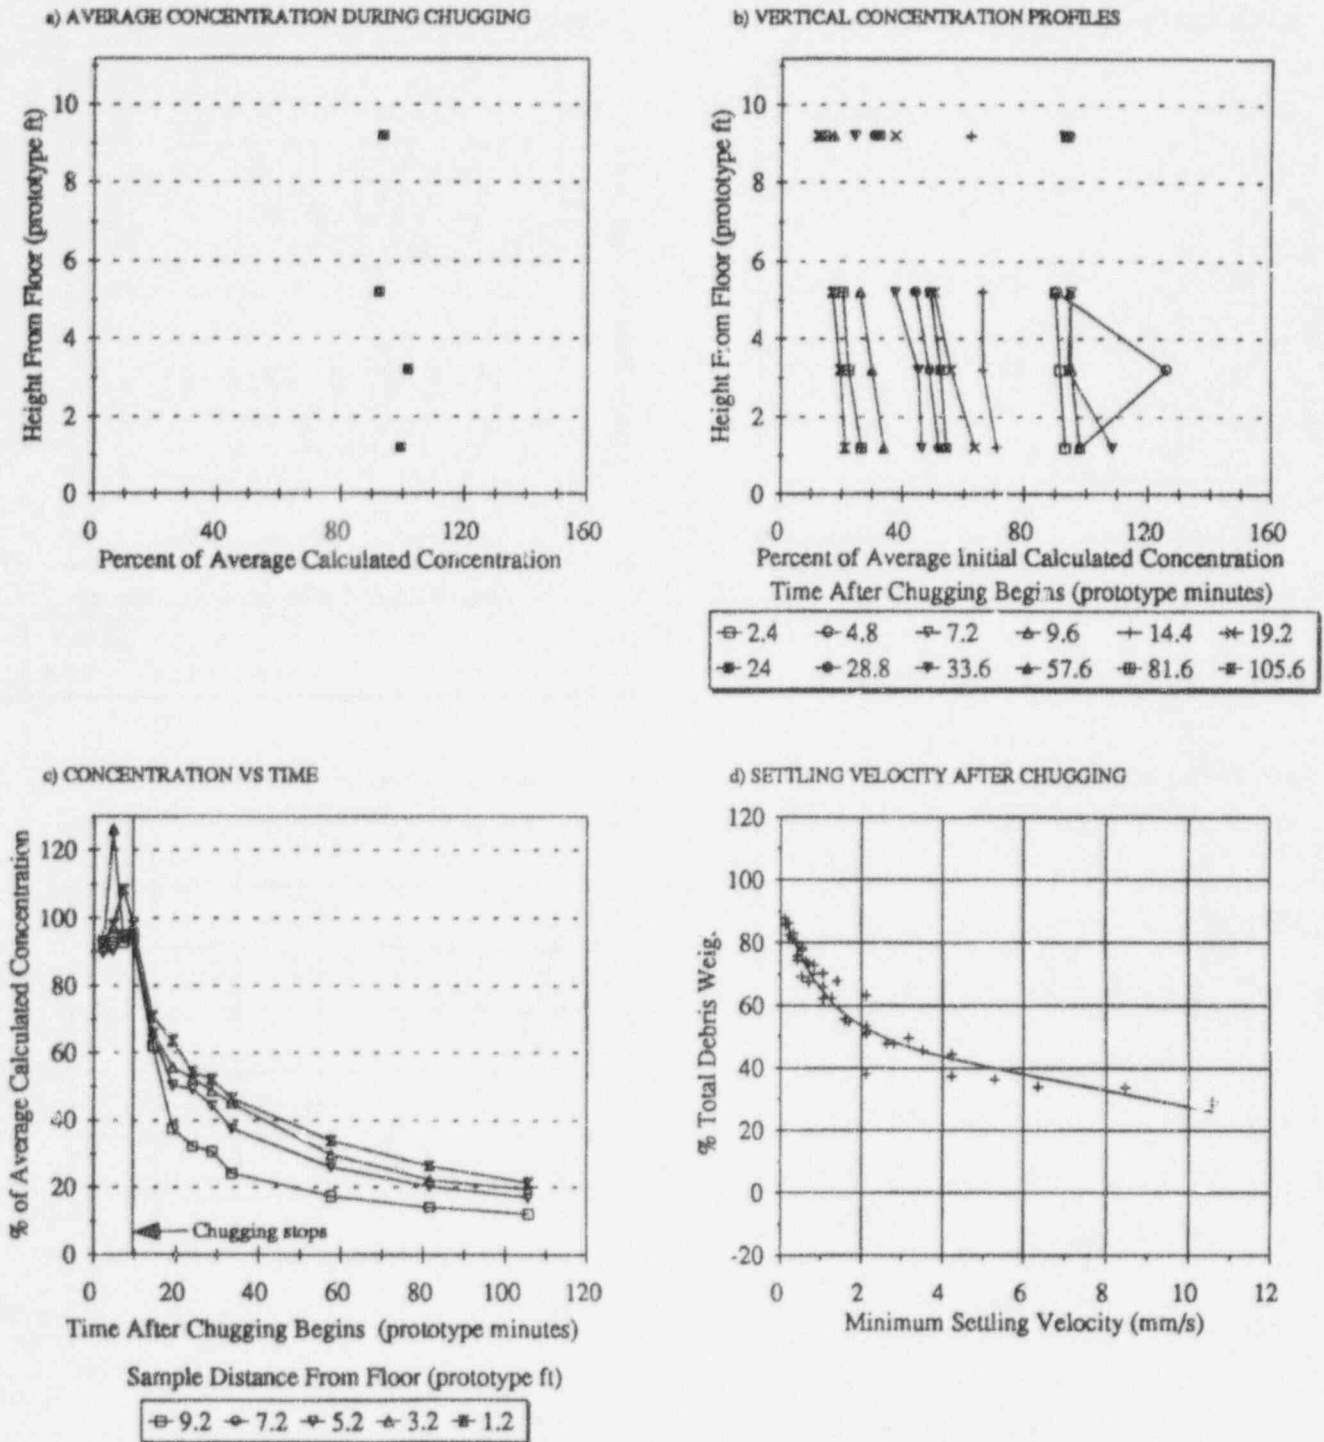 a) AVERAGE CONCENTRATION DURING CHUGGING
Height From Floor (prototype ft)
10
8
6
4
2
0
0 40 80 120 160
Percent of Average Calculated Concentration
b) VERTICAL CONCENTRATION PROFILES
Height From Floor (prototype ft)
10
8
6
4
2
0
0 40 80 120 160
Percent of Average Initial Calculated Concentration
Time After Chugging Begins (prototype minutes)
2.4 4.8 7.2 9.6 14.4 19.2
24 28.8 33.6 57.6 81.6 105.6
c) CONCENTRATION VS TIME
% of Average Calculated Concentration
120
100
80
60
40
20
0
Chugging stops
0 20 40 60 80 100 120
Time After Chugging Begins (prototype minutes)
Sample Distance From Floor (prototype ft)
9.2 7.2 5.2 3.2 1.2
d) SETTLING VELOCITY AFTER CHUGGING
% Total Debris Weig.
120
100
80
60
40
20
0
-20
0 2 4 6 8 10 12
Minimum Settling Velocity (mm/s)